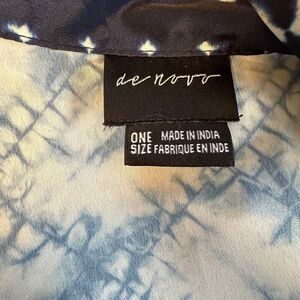 de novo
ONE SIZE MADE IN INDIA
FABRIQUE EN INDE